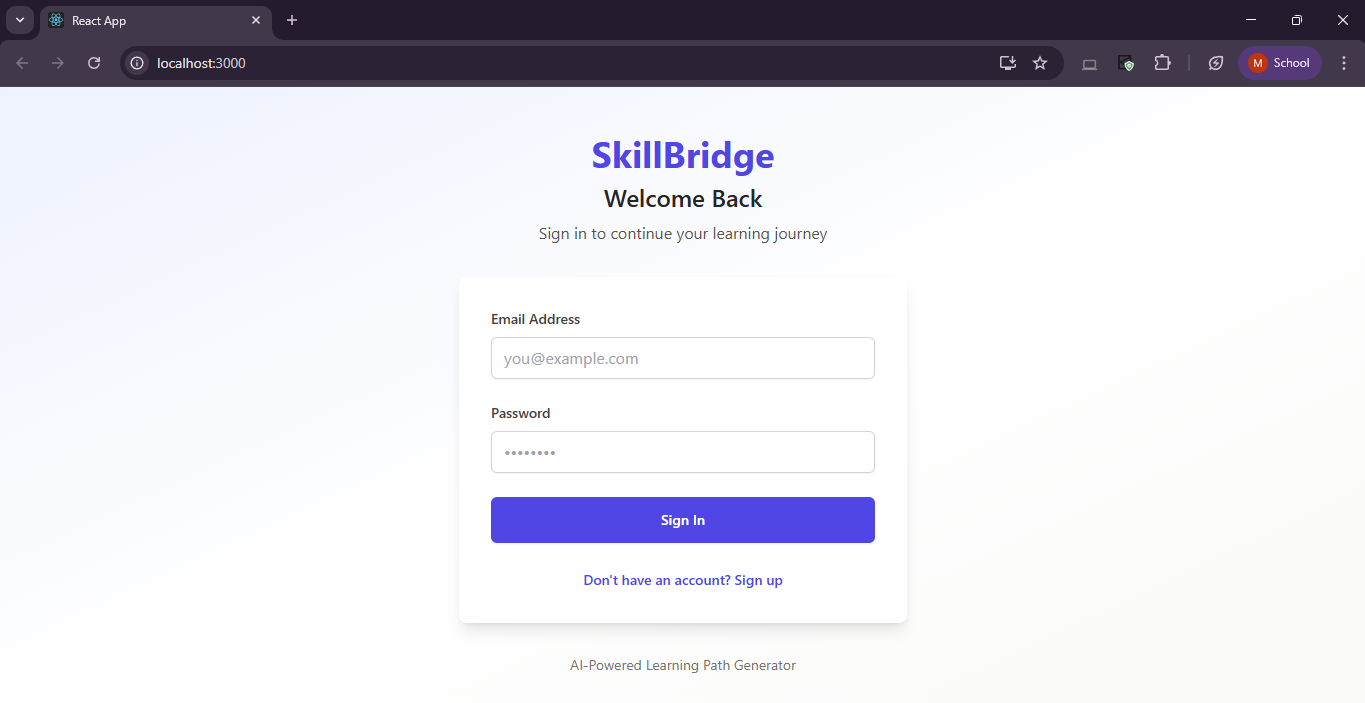 React App
localhost:3000
M School
SkillBridge
Welcome Back
Sign in to continue your learning journey
Email Address
you@example.com
Password
••••••••
Sign In
Don't have an account? Sign up
AI-Powered Learning Path Generator